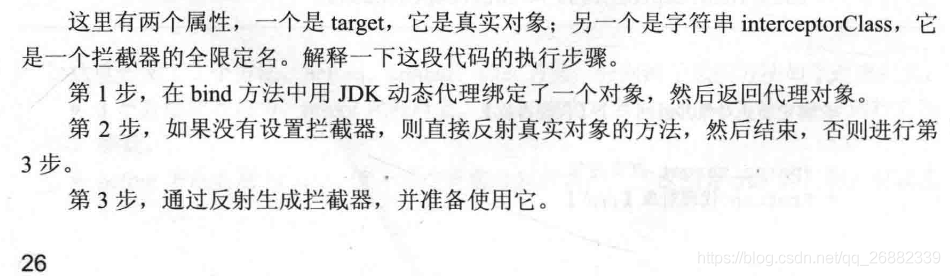 这里有两个属性，一个是 target，它是真实对象；另一个是字符串 interceptorClass，它
是一个拦截器的全限定名。解释一下这段代码的执行步骤。
第 1 步，在 bind 方法中用 JDK 动态代理绑定了一个对象，然后返回代理对象。
第 2 步，如果没有设置拦截器，则直接反射真实对象的方法，然后结束，否则进行第
3 步。
第 3 步，通过反射生成拦截器，并准备使用它。
26
https://blog.csdn.net/qq_26882339